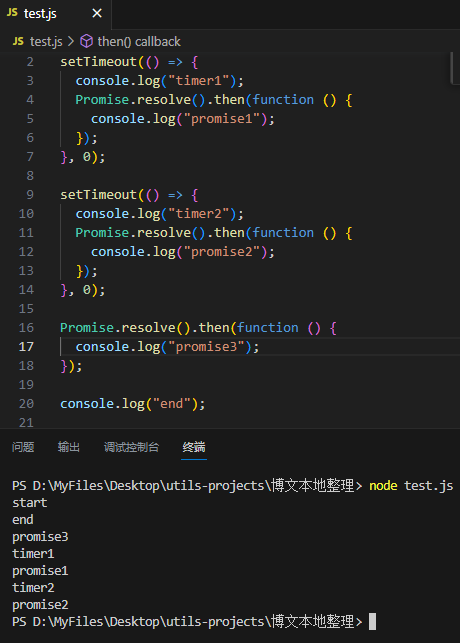 JS test.js ×
JS test.js > then() callback
2 setTimeout(() => {
3 console.log("timer1");
4 Promise.resolve().then(function () {
5 console.log("promise1");
6 });
7 }, 0);
8
9 setTimeout(() => {
10 console.log("timer2");
11 Promise.resolve().then(function () {
12 console.log("promise2");
13 });
14 }, 0);
15
16 Promise.resolve().then(function () {
17 console.log("promise3");
18 });
19
20 console.log("end");
21
问题 输出 调试控制台 终端
PS D:\MyFiles\Desktop\utils-projects\博文本地整理> node test.js
start
end
promise3
timer1
promise1
timer2
promise2
PS D:\MyFiles\Desktop\utils-projects\博文本地整理>